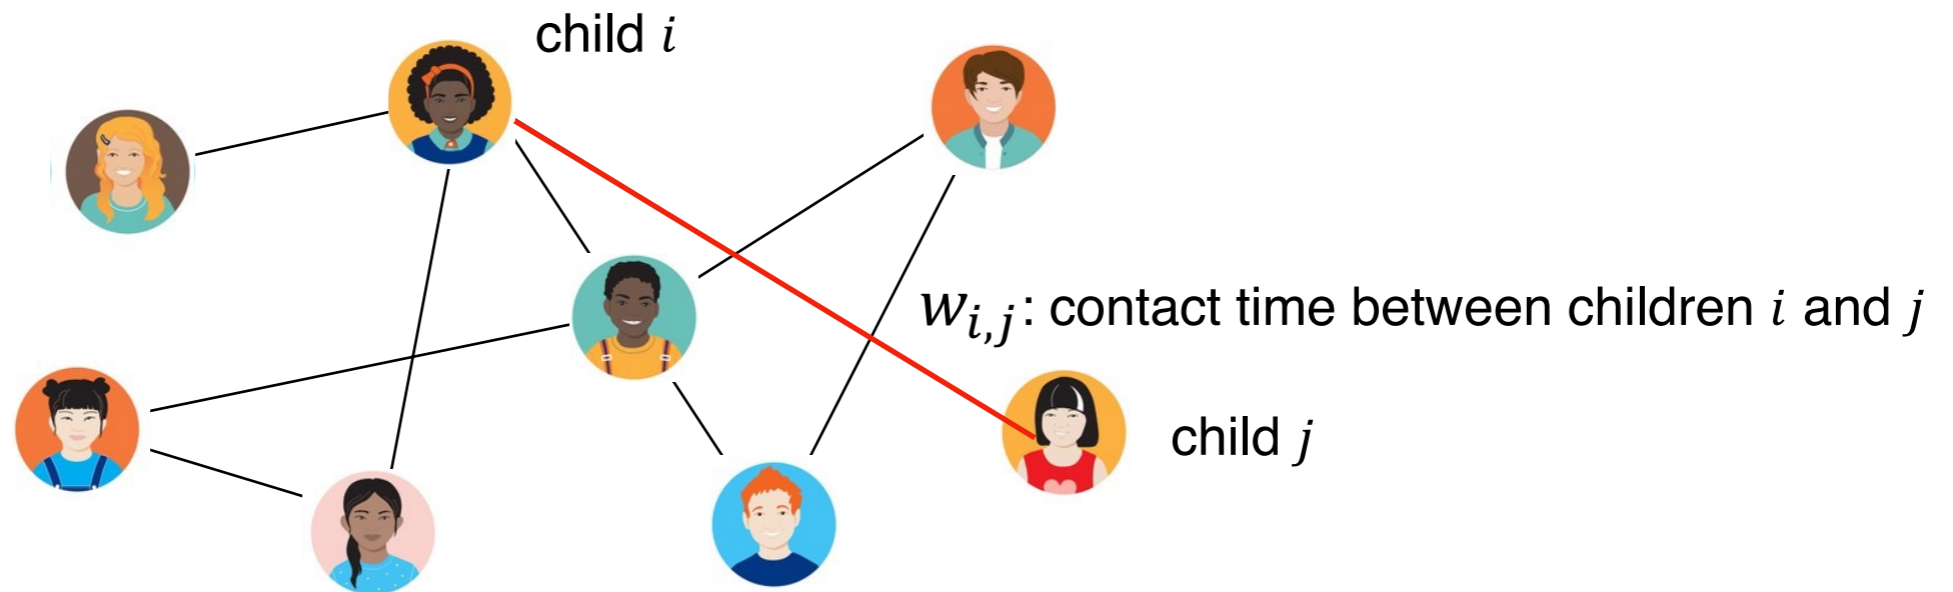 child i
w_{i,j}: contact time between children i and j
child j